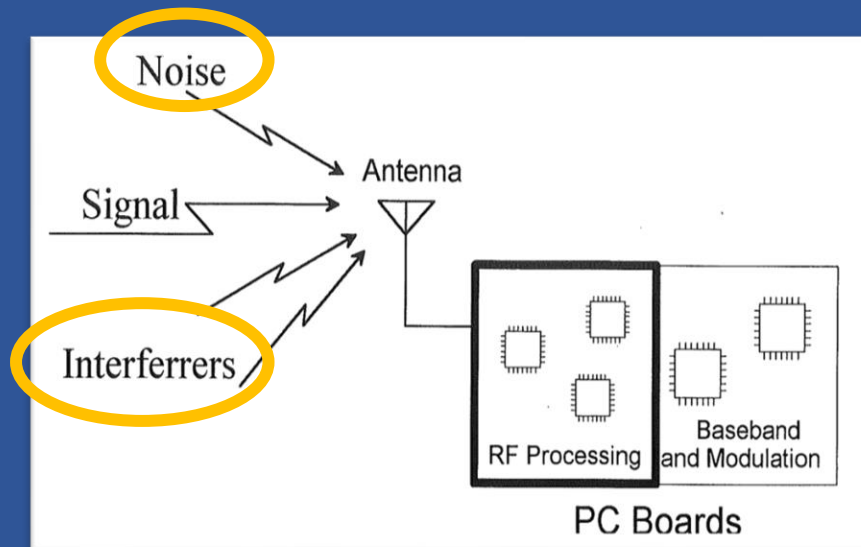 Noise
Antenna
Signal
Interferrers
RF Processing
Baseband
and Modulation
PC Boards